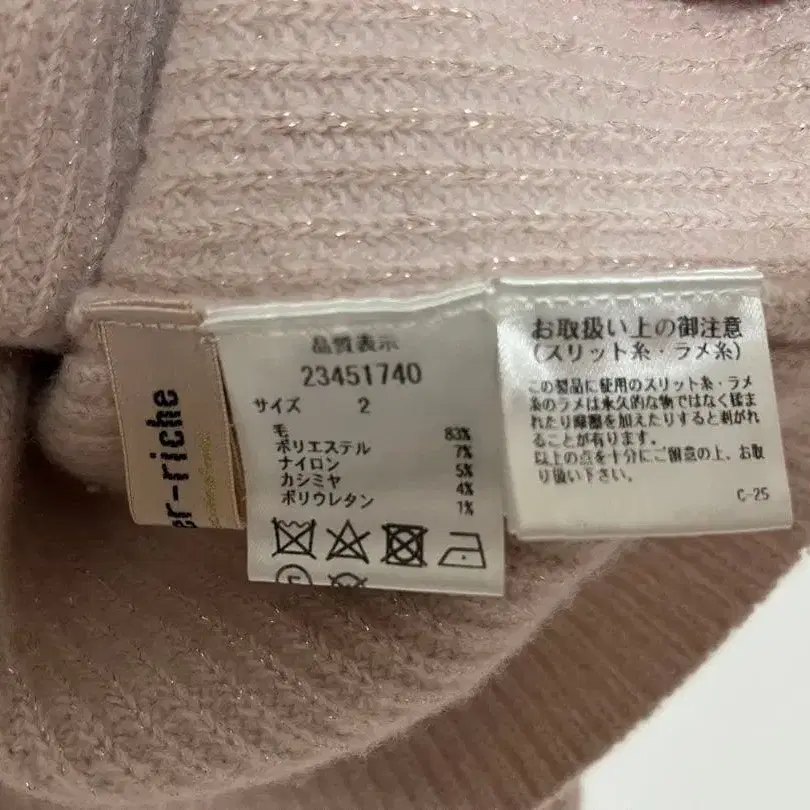 er-riche
品質表示
23451740
サイズ 2
毛 83%
ポリエステル 7%
ナイロン 5%
カシミヤ 4%
ポリウレタン 1%
お取扱い上の御注意
(スリット糸・ラメ糸)
この製品に使用のスリット糸・ラメ
糸のラメは永久的な物ではなく揉ま
れたり摩擦を加えたりすると剥がれ
ることが有ります。
以上の点を十分にご留意の上、お取
り扱い下さい。
C-25